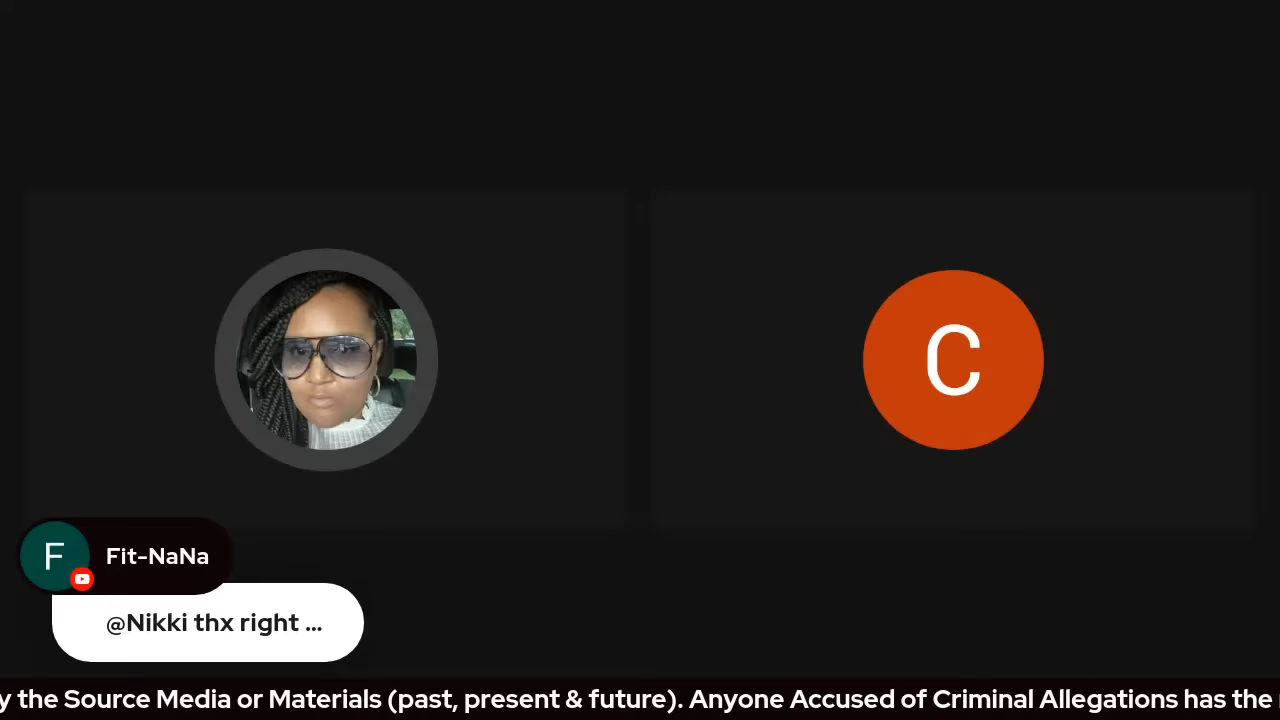 C
F
Fit-NaNa
@Nikki thx right ...
y the Source Media or Materials (past, present & future). Anyone Accused of Criminal Allegations has the